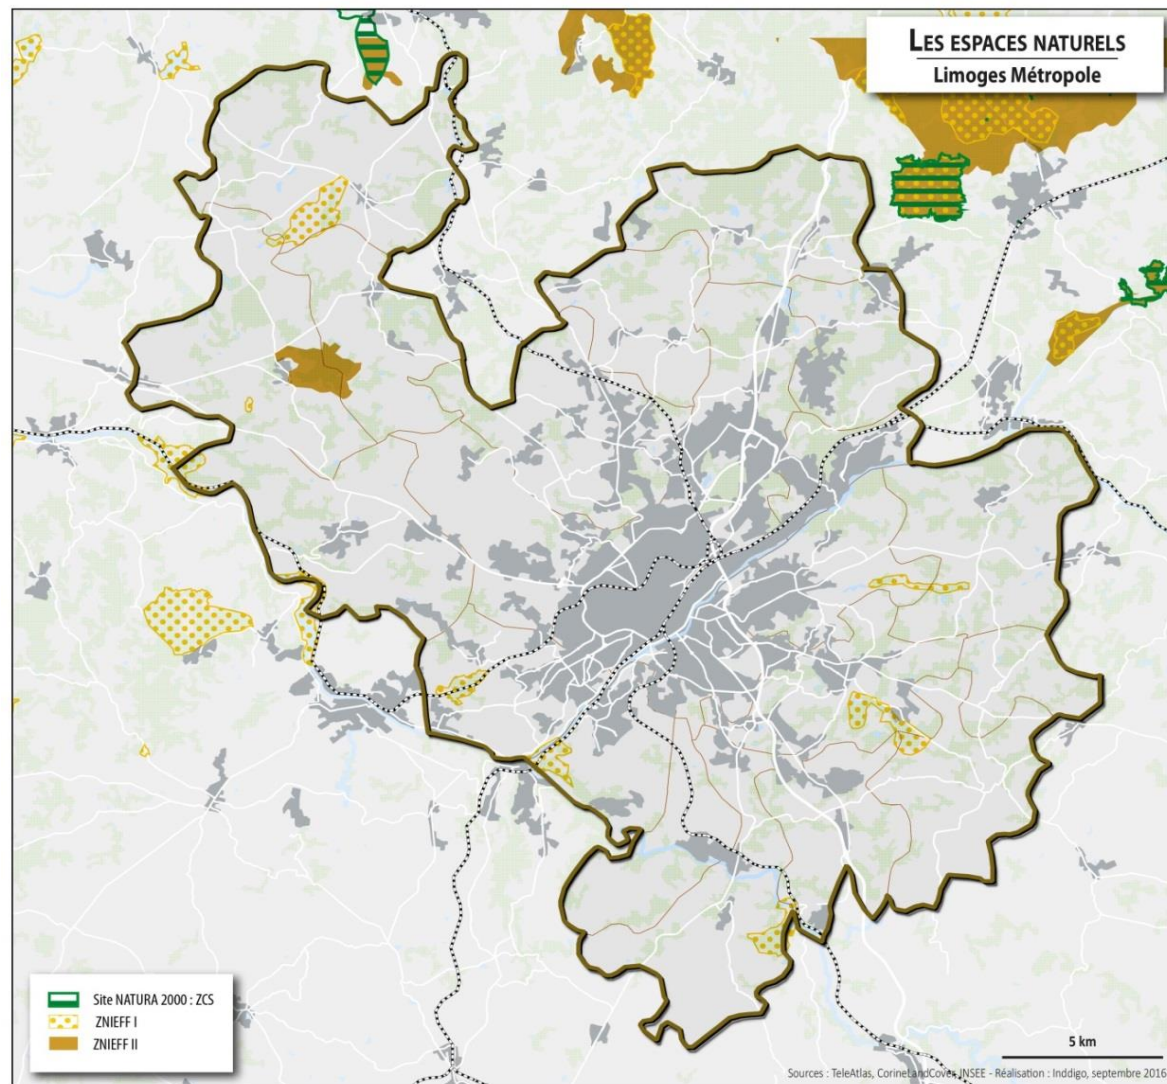 LES ESPACES NATURELS
Limoges Métropole
Site NATURA 2000 : ZCS
ZNIEFF I
ZNIEFF II
5 km
Sources : TeleAtlas, CorineLandCover, INSEE - Réalisation : Inddigo, septembre 2016